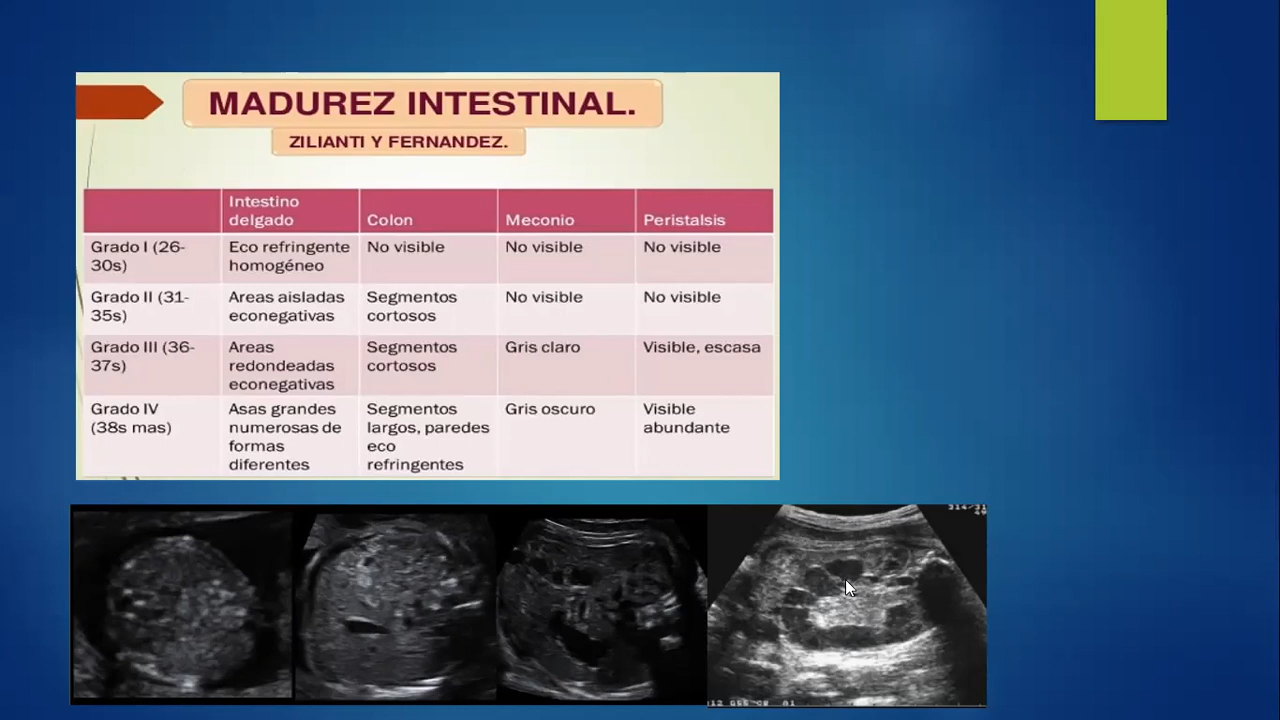 MADUREZ INTESTINAL.
ZILIANTI Y FERNANDEZ.
Intestino
delgado
Colon
Meconio
Peristalsis
Grado I (26-
30s)
Eco refringente
homogéneo
No visible
No visible
No visible
Grado II (31-
35s)
Areas aisladas
econegativas
Segmentos
cortosos
No visible
No visible
Grado III (36-
37s)
Areas
redondeadas
econegativas
Segmentos
cortosos
Gris claro
Visible, escasa
Grado IV
(38s mas)
Asas grandes
numerosas de
formas
diferentes
Segmentos
largos, paredes
eco
refringentes
Gris oscuro
Visible
abundante